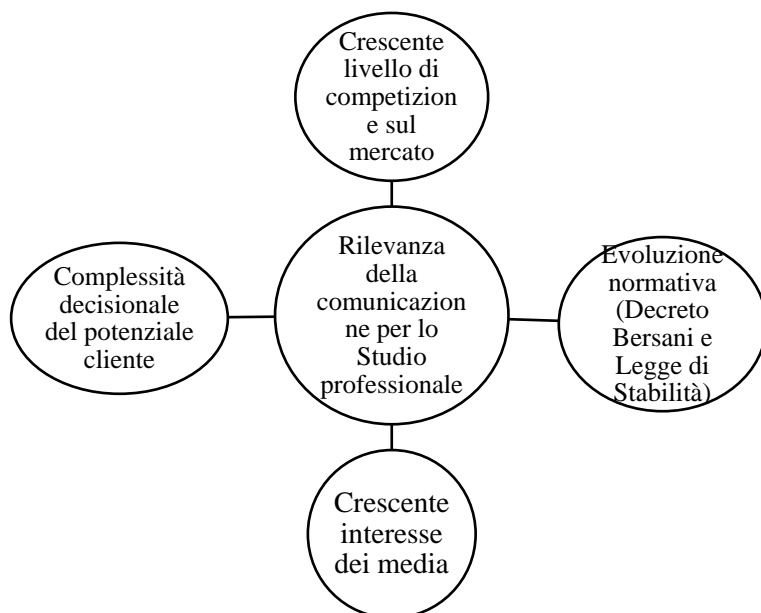 Crescente
livello di
competizion
e sul
mercato
Complessità
decisionale
del potenziale
cliente
Rilevanza
della
comunicazio
ne per lo
Studio
professionale
Evoluzione
normativa
(Decreto
Bersani e
Legge di
Stabilità)
Crescente
interesse
dei media